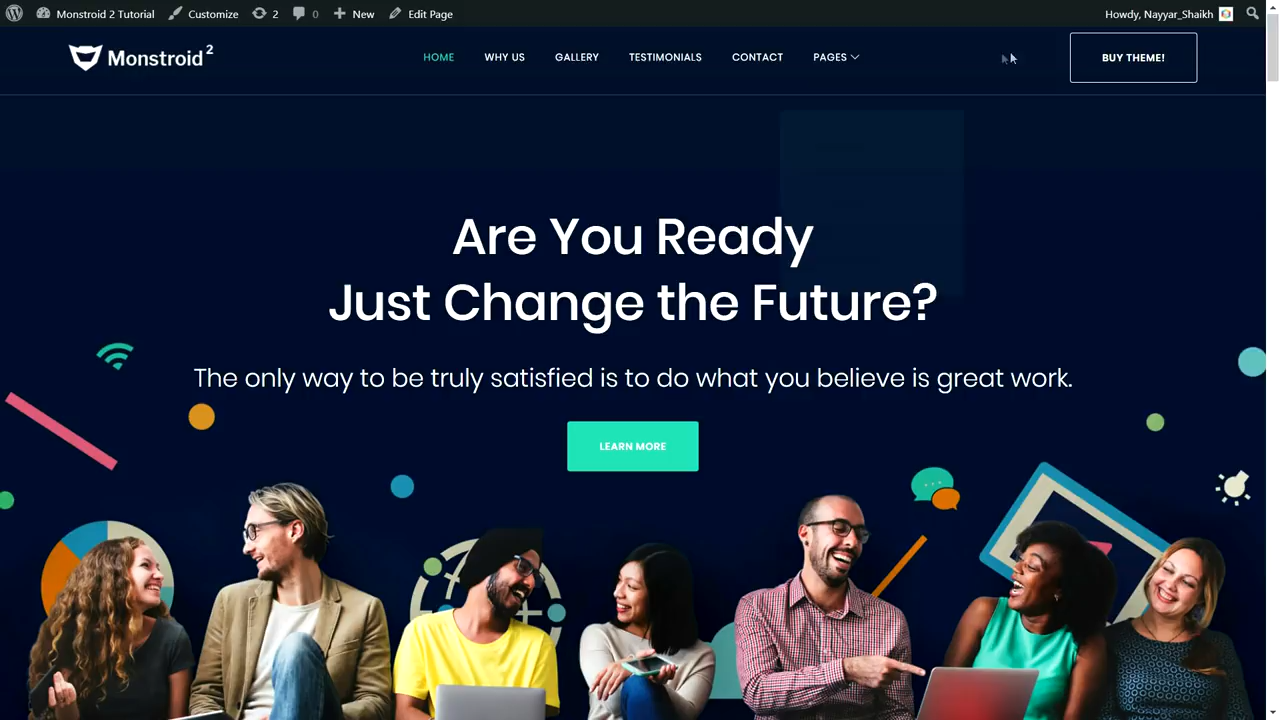 Monstroid 2 Tutorial Customize 2 0 New Edit Page Howdy, Nayyar_Shaikh
Monstroid 2 HOME WHY US GALLERY TESTIMONIALS CONTACT PAGES BUY THEME!
Are You Ready
Just Change the Future?
The only way to be truly satisfied is to do what you believe is great work.
LEARN MORE